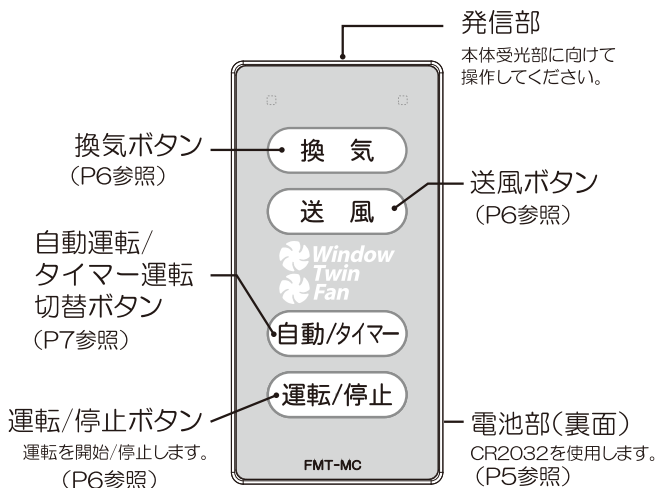 発信部
本体受光部に向けて
操作してください。
換気ボタン
(P6参照)
換 気
送 風
送風ボタン
(P6参照)
Window
Twin
Fan
自動運転/
タイマー運転
切替ボタン
(P7参照)
自動/タイマー
運転/停止
運転/停止ボタン
運転を開始/停止します。
(P6参照)
電池部(裏面)
CR2032を使用します。
(P5参照)
FMT-MC